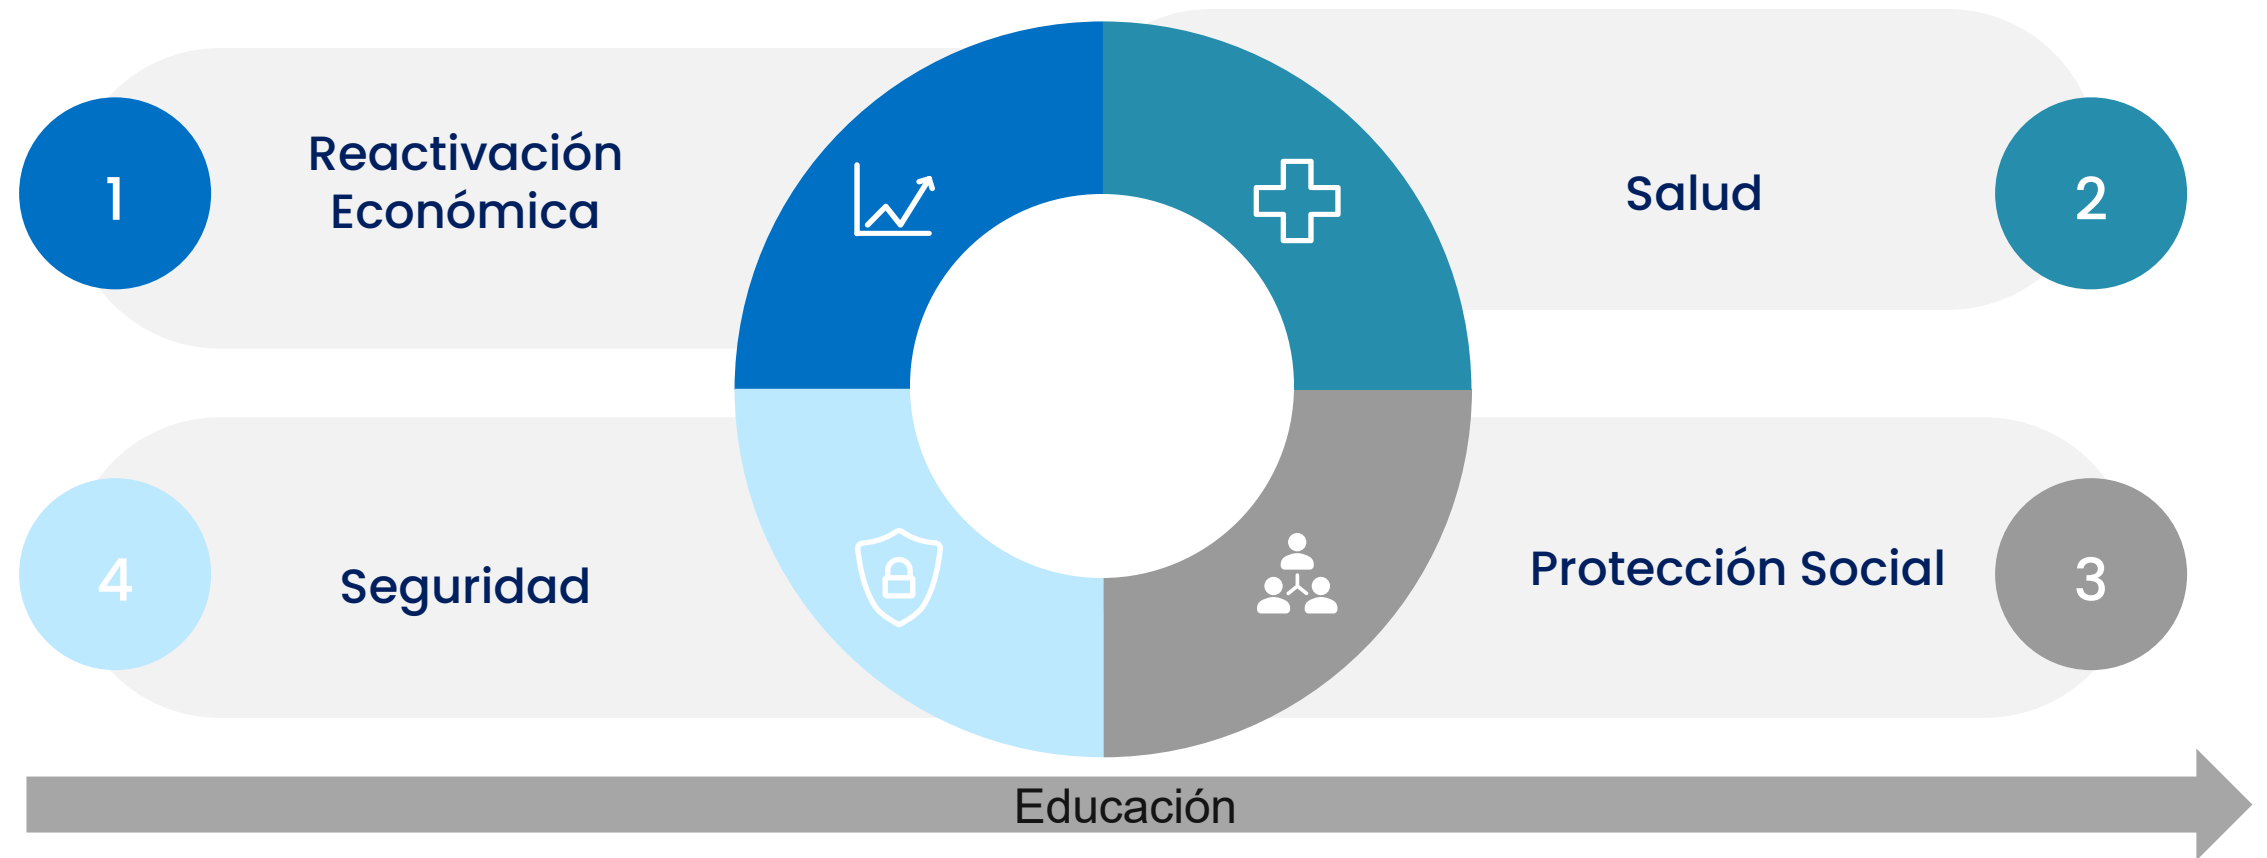 1
Reactivación
Económica
Salud
2
4
Seguridad
Protección Social
3
Educación